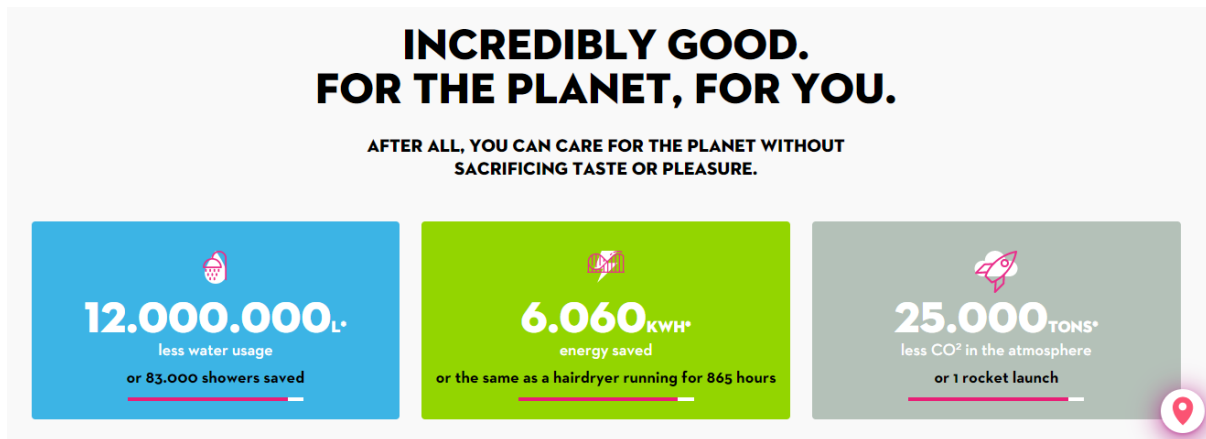 INCREDIBLY GOOD.
FOR THE PLANET, FOR YOU.
AFTER ALL, YOU CAN CARE FOR THE PLANET WITHOUT
SACRIFICING TASTE OR PLEASURE.
12.000.000L*
less water usage
or 83.000 showers saved
6.060KWH*
energy saved
or the same as a hairdryer running for 865 hours
25.000TONS*
less CO² in the atmosphere
or 1 rocket launch